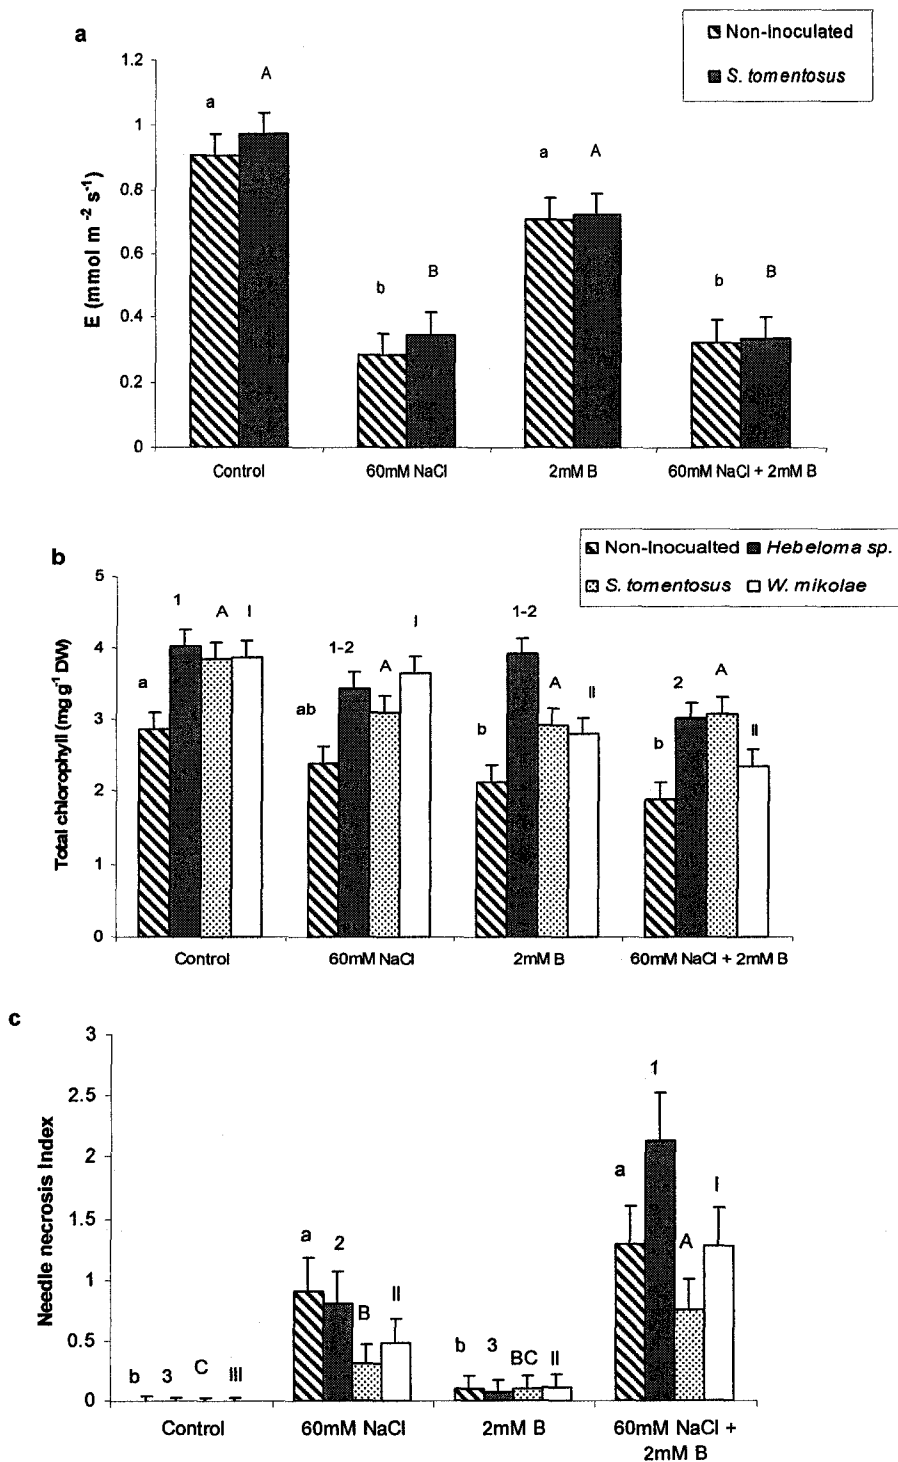 a
Non-Inoculated
S. tomentosus
1.2
1
0.8
0.6
0.4
0.2
0
E (mmol m⁻² s⁻¹)
a A
b B
a A
b B
Control 60mM NaCl 2mM B 60mM NaCl + 2mM B
b
Non-Inocualted Hebeloma sp.
S. tomentosus W. mikolae
5
4
3
2
1
0
Total chlorophyll (mg g⁻¹ DW)
a 1 A I
ab 1-2 A I
b 1-2 A II
b 2 A II
Control 60mM NaCl 2mM B 60mM NaCl + 2mM B
c
3
2.5
2
1.5
1
0.5
0
Needle necrosis Index
b 3 C III
a 2 B II
b 3 BC II
a 1 A I
Control 60mM NaCl 2mM B 60mM NaCl +
2mM B